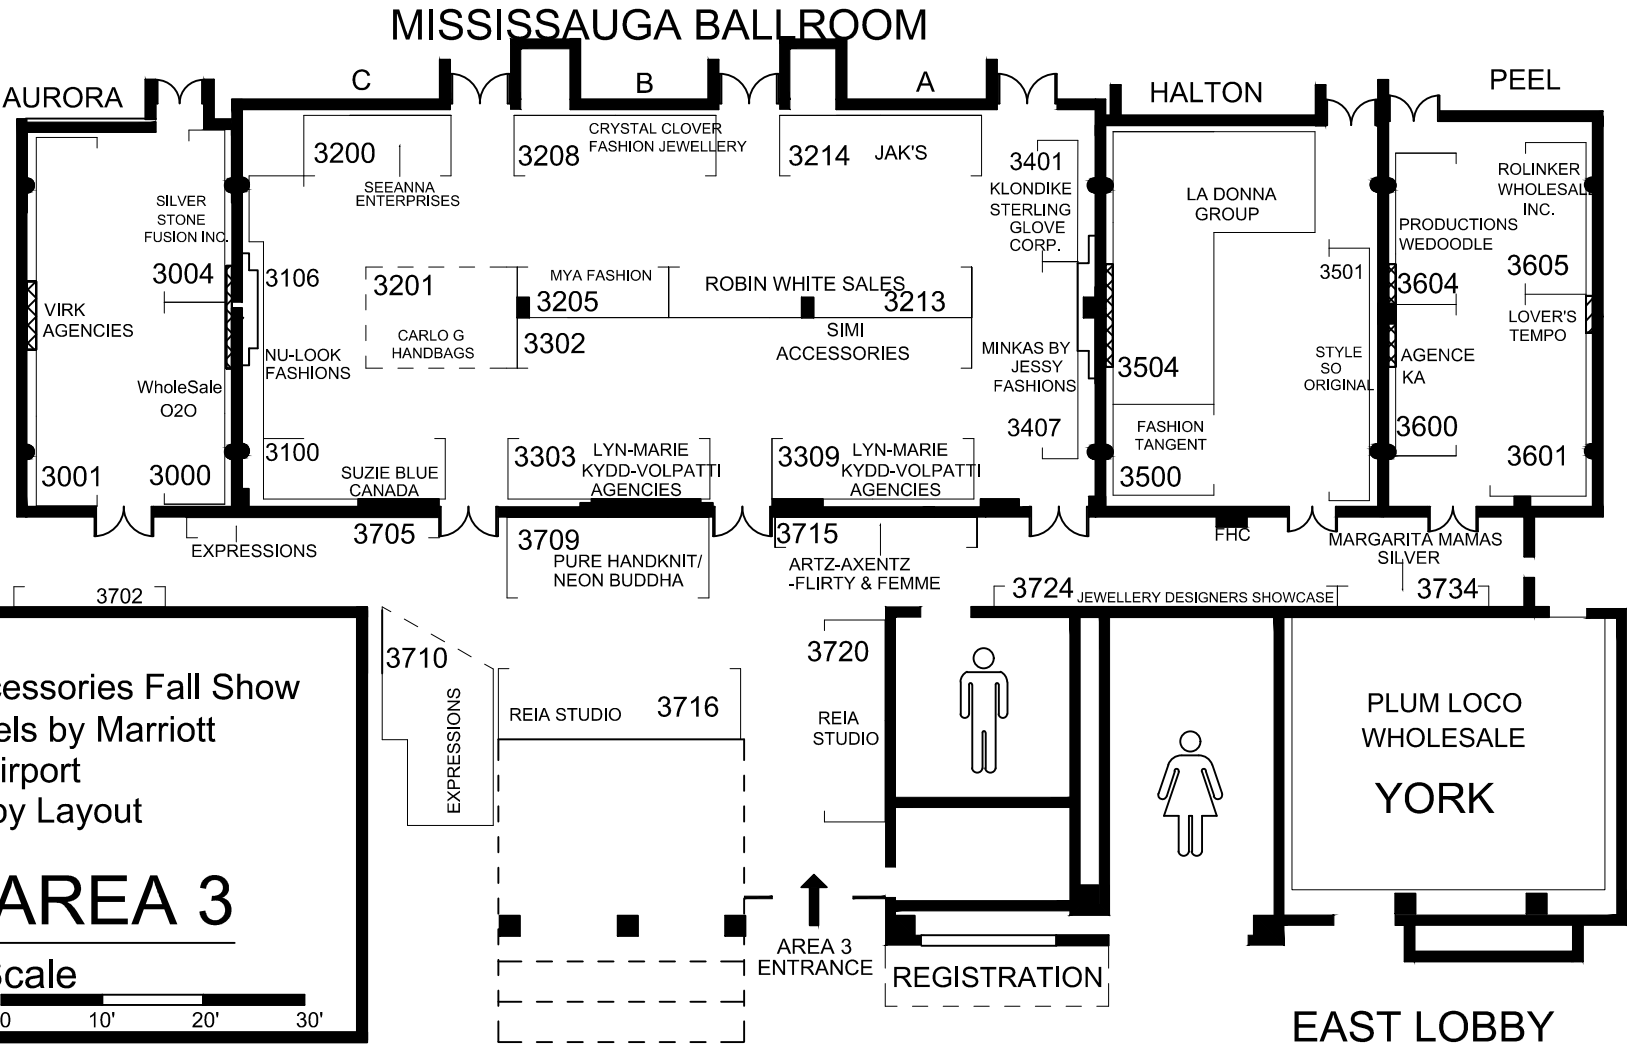 MISSISSAUGA BALLROOM
AURORA
C
B
A
HALTON
PEEL
3200
SEEANNA
ENTERPRISES
3208
CRYSTAL CLOVER
FASHION JEWELLERY
3214
JAK'S
3401
KLONDIKE
STERLING
GLOVE
CORP.
LA DONNA
GROUP
ROLINKER
WHOLESALE
INC.
PRODUCTIONS
WEDOODLE
SILVER
STONE
FUSION INC.
3004
3106
3201
CARLO G
HANDBAGS
MYA FASHION
3205
ROBIN WHITE SALES
3213
3302
SIMI
ACCESSORIES
3501
3604
3605
VIRK
AGENCIES
NU-LOOK
FASHIONS
MINKAS BY
JESSY
FASHIONS
3504
STYLE
SO
ORIGINAL
AGENCE
KA
LOVER'S
TEMPO
WholeSale
O2O
3407
FASHION
TANGENT
3500
3600
3601
3001
3000
3100
SUZIE BLUE
CANADA
3303
LYN-MARIE
KYDD-VOLPATTI
AGENCIES
3309
LYN-MARIE
KYDD-VOLPATTI
AGENCIES
EXPRESSIONS
3705
3709
PURE HANDKNIT/
NEON BUDDHA
3715
ARTZ-AXENTZ
-FLIRTY & FEMME
FHC
MARGARITA MAMAS
SILVER
3702
3724
JEWELLERY DESIGNERS SHOWCASE
3734
3710
EXPRESSIONS
REIA STUDIO
3716
3720
REIA
STUDIO
PLUM LOCO
WHOLESALE
YORK
cessories Fall Show
els by Marriott
irport
by Layout
AREA 3
Scale
0
10'
20'
30'
AREA 3
ENTRANCE
REGISTRATION
EAST LOBBY